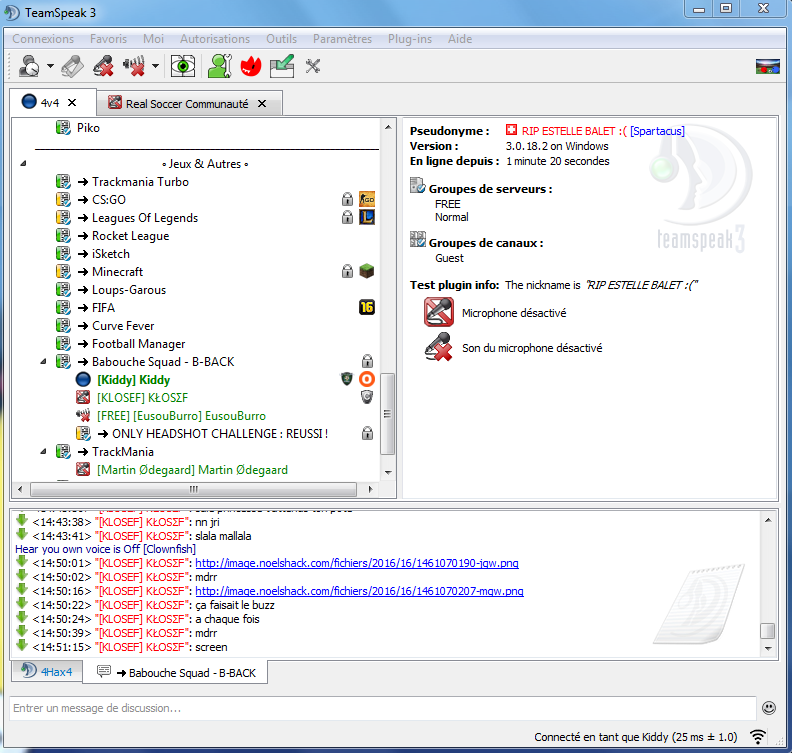 TeamSpeak 3
Connexions Favoris Moi Autorisations Outils Paramètres Plug-ins Aide
4v4 Real Soccer Communauté
Piko
◦ Jeux & Autres ◦
➔ Trackmania Turbo
➔ CS:GO
➔ Leagues Of Legends
➔ Rocket League
➔ iSketch
➔ Minecraft
➔ Loups-Garous
➔ FIFA 16
➔ Curve Fever
➔ Football Manager
➔ Babouche Squad - B-BACK
[Kiddy] Kiddy
[KLOSEF] KŁOSΣF
[FREE] [EusouBurro] EusouBurro
➔ ONLY HEADSHOT CHALLENGE : REUSSI !
➔ TrackMania
[Martin Ødegaard] Martin Ødegaard
Pseudonyme : RIP ESTELLE BALET :( [Spartacus]
Version : 3.0.18.2 on Windows
En ligne depuis : 1 minute 20 secondes
Groupes de serveurs :
FREE
Normal
Groupes de canaux :
Guest
Test plugin info: The nickname is "RIP ESTELLE BALET :("
Microphone désactivé
Son du microphone désactivé
teamspeak3
<14:43:38> "[KLOSEF] KŁOSΣF": nn jri
<14:43:41> "[KLOSEF] KŁOSΣF": slala mallala
Hear you own voice is Off [Clownfish]
<14:50:01> "[KLOSEF] KŁOSΣF": http://image.noelshack.com/fichiers/2016/16/1461070190-jgw.png
<14:50:02> "[KLOSEF] KŁOSΣF": mdrr
<14:50:16> "[KLOSEF] KŁOSΣF": http://image.noelshack.com/fichiers/2016/16/1461070207-mgw.png
<14:50:22> "[KLOSEF] KŁOSΣF": ça faisait le buzz
<14:50:24> "[KLOSEF] KŁOSΣF": a chaque fois
<14:50:39> "[KLOSEF] KŁOSΣF": mdrr
<14:51:15> "[KLOSEF] KŁOSΣF": screen
4Hax4 ➔ Babouche Squad - B-BACK
Entrer un message de discussion...
Connecté en tant que Kiddy (25 ms ± 1.0)